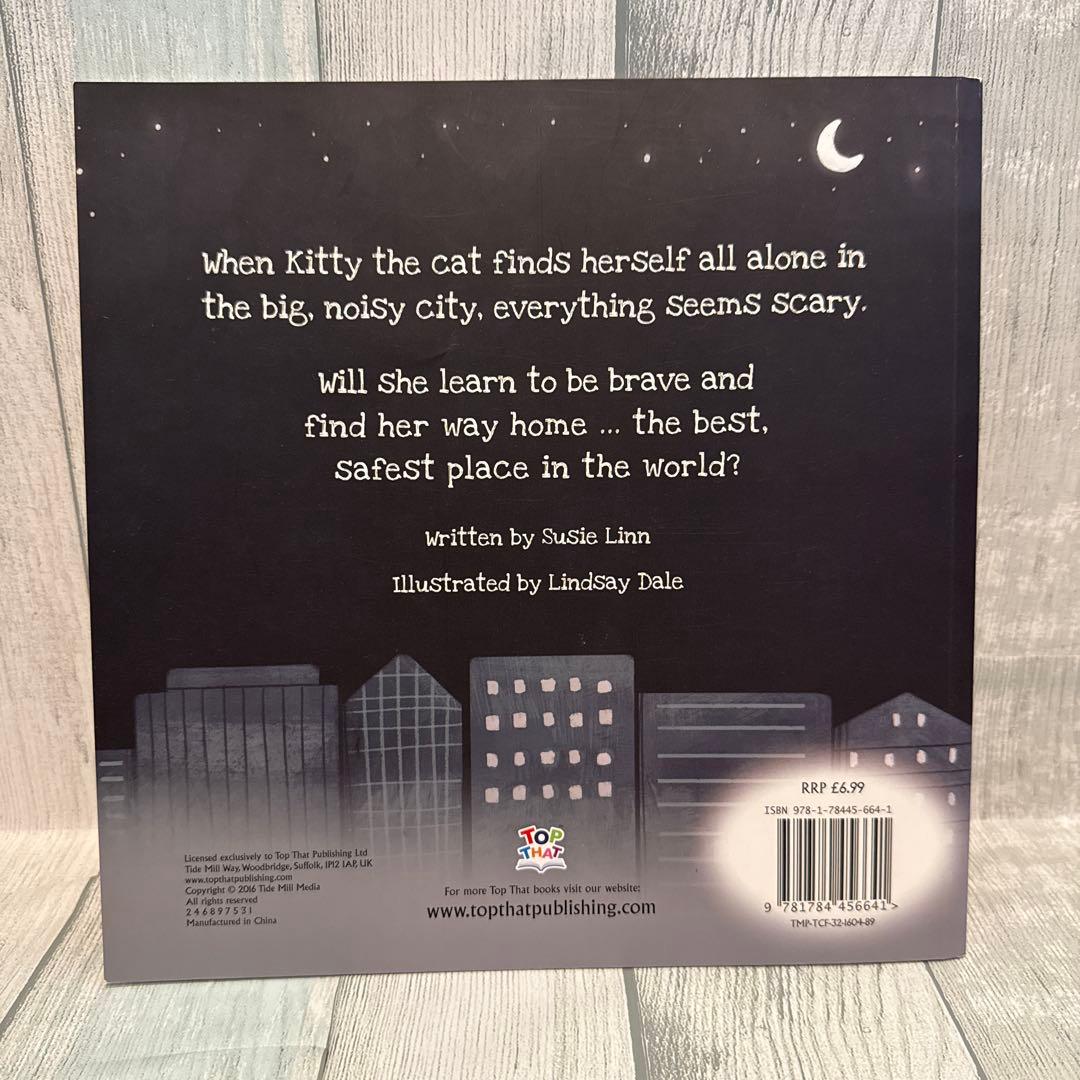 When Kitty the cat finds herself all alone in
the big, noisy city, everything seems scary.
Will she learn to be brave and
find her way home ... the best,
safest place in the world?
Written by Susie Linn
Illustrated by Lindsay Dale
Licensed exclusively to Top That Publishing Ltd
Tide Mill Way, Woodbridge, Suffolk, IP12 1AP, UK
www.topthatpublishing.com
Copyright © 2016 Tide Mill Media
All rights reserved
2 4 6 8 9 7 5 3 1
Manufactured in China
TOP
THAT
For more Top That books visit our website:
www.topthatpublishing.com
RRP £6.99
ISBN 978-1-78445-664-1
9 781784 456641 >
TMP-TCF-32-1604-89